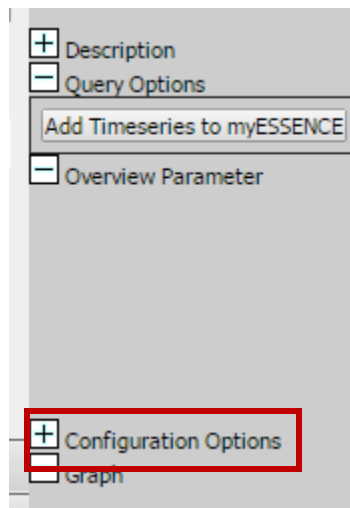 Description
Query Options
Add Timeseries to myESSENCE
Overview Parameter
Configuration Options
Graph